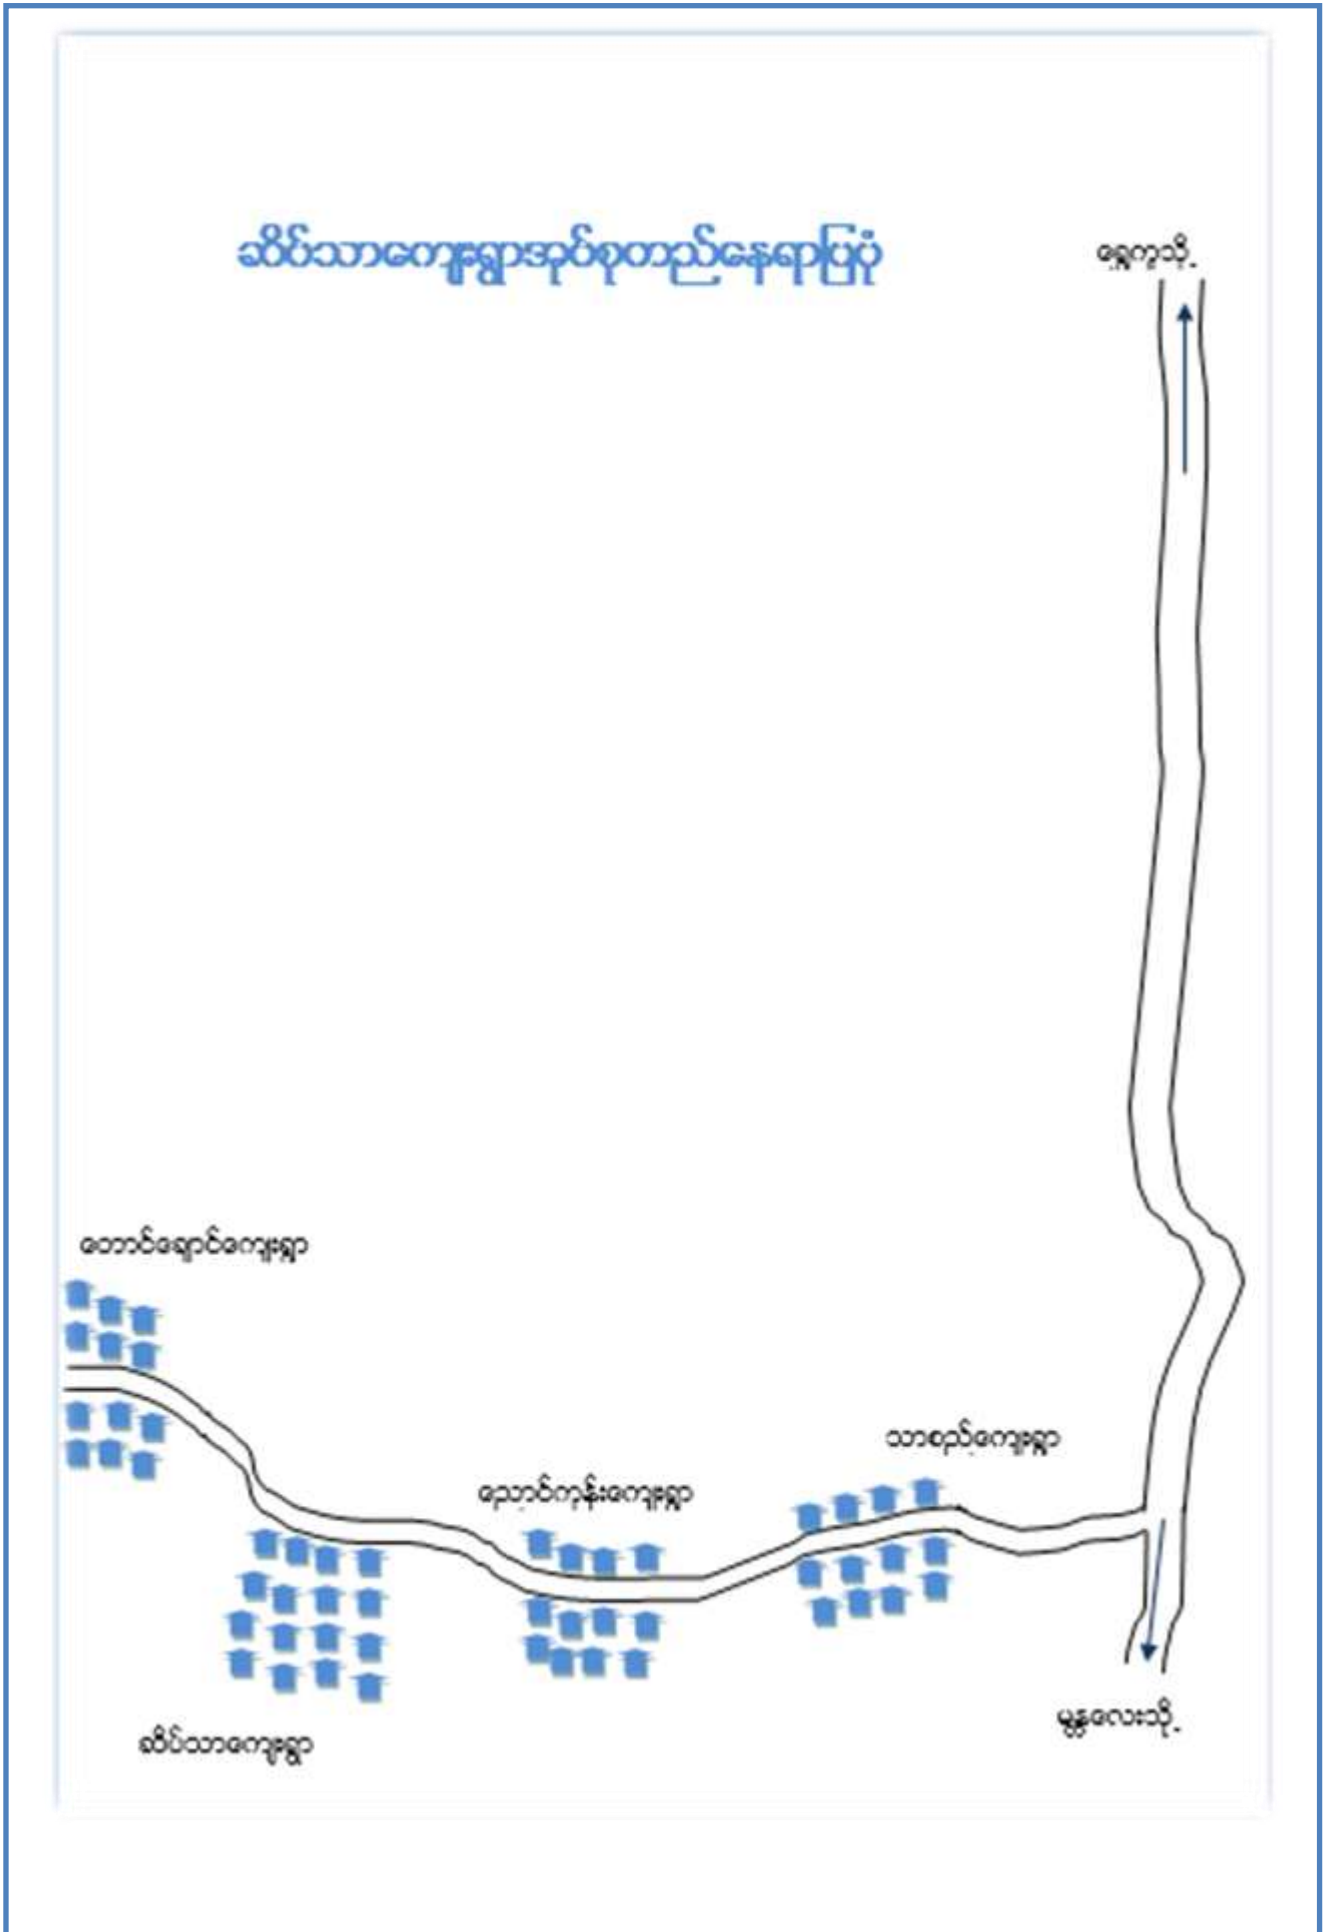 ဆိပ်သာကျေးရွာအုပ်စုတည်နေရာပြပုံ
ရွှေကူသို့
တောင်ချောင်ကျေးရွာ
သာစည်ကျေးရွာ
ညောင်ကုန်းကျေးရွာ
မန္တလေးသို့
ဆိပ်သာကျေးရွာ